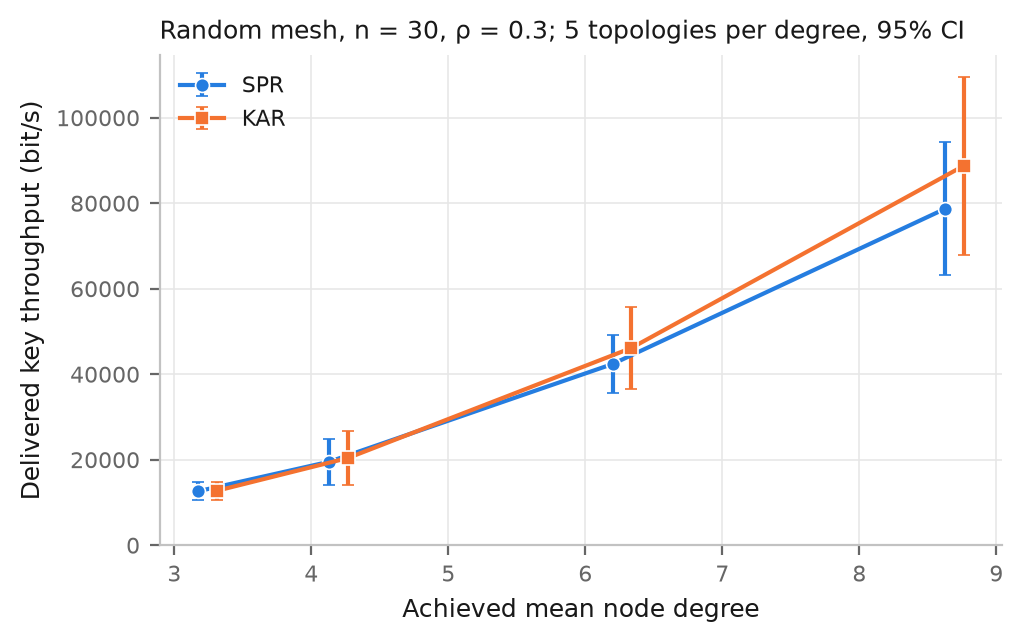 Random mesh, n = 30, ρ = 0.3; 5 topologies per degree, 95% CI
SPR
KAR
Delivered key throughput (bit/s)
100000
80000
60000
40000
20000
0
3 4 5 6 7 8 9
Achieved mean node degree